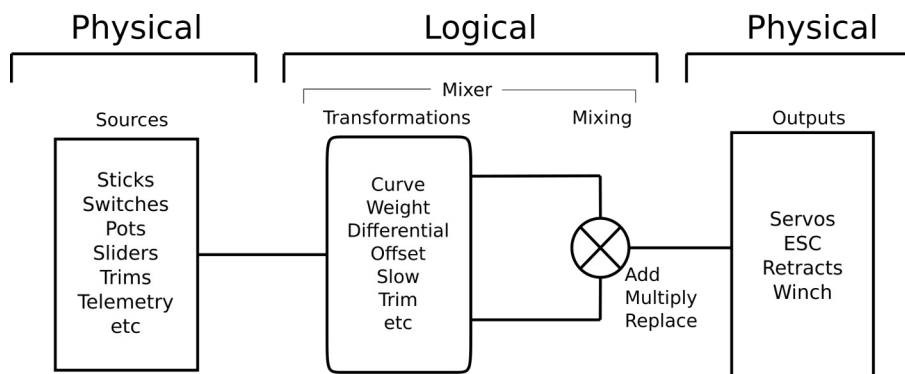 Physical
Logical
Physical
Mixer
Sources
Transformations
Mixing
Outputs
Sticks
Switches
Pots
Sliders
Trims
Telemetry
etc
Curve
Weight
Differential
Offset
Slow
Trim
etc
Add
Multiply
Replace
Servos
ESC
Retracts
Winch